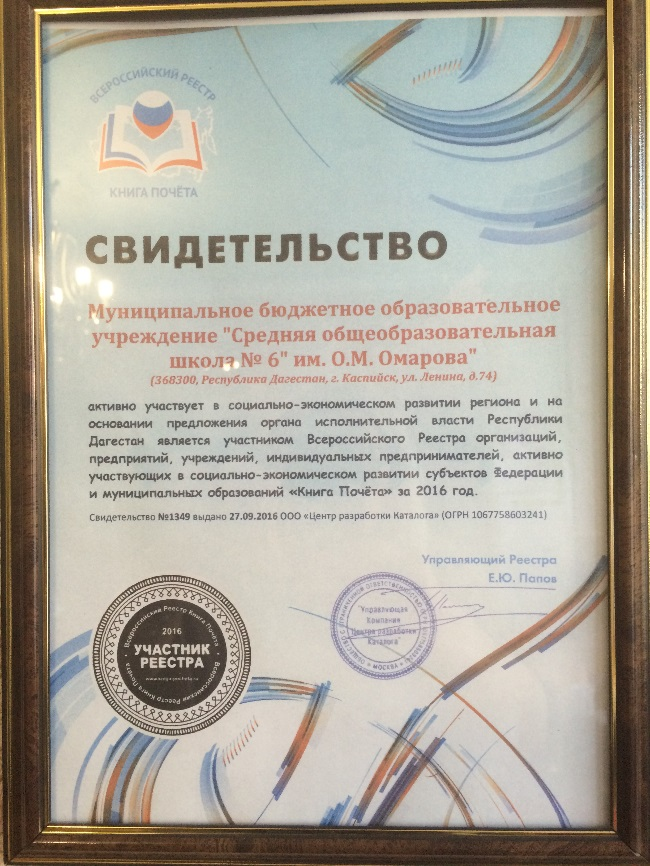 ВСЕРОССИЙСКИЙ РЕЕСТР
КНИГА ПОЧЁТА
СВИДЕТЕЛЬСТВО
Муниципальное бюджетное образовательное
учреждение "Средняя общеобразовательная
школа № 6" им. О.М. Омарова"
(368300, Республика Дагестан, г. Каспийск, ул. Ленина, д.74)
активно участвует в социально-экономическом развитии региона и на
основании предложения органа исполнительной власти Республики
Дагестан является участником Всероссийского Реестра организаций,
предприятий, учреждений, индивидуальных предпринимателей, активно
участвующих в социально-экономическом развитии субъектов Федерации
и муниципальных образований «Книга Почёта» за 2016 год.
Свидетельство №1349 выдано 27.09.2016 ООО «Центр разработки Каталога» (ОГРН 1067758603241)
Управляющий Реестра
Е.Ю. Папов
Всероссийский Реестр Книга Почёта
2016
УЧАСТНИК
РЕЕСТРА
Всероссийский Реестр Книга Почёта
"Управляющая
Компания
"Центр разработки
Каталога"
МОСКВА